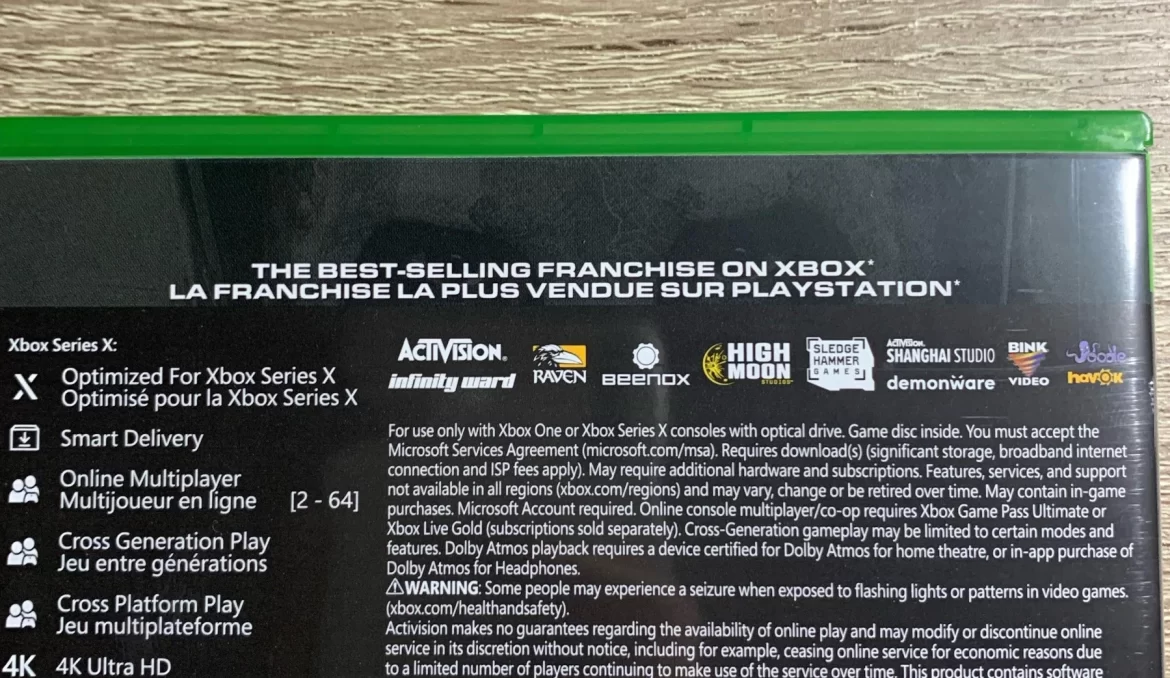 THE BEST-SELLING FRANCHISE ON XBOX*
LA FRANCHISE LA PLUS VENDUE SUR PLAYSTATION*
Xbox Series X:
X Optimized For Xbox Series X
Optimisé pour la Xbox Series X
Smart Delivery
Online Multiplayer
Multijoueur en ligne [2 - 64]
Cross Generation Play
Jeu entre générations
Cross Platform Play
Jeu multiplateforme
4K 4K Ultra HD
ACTIVISION.
infinity ward
RAVEN
BEENOX
HIGH
MOON
STUDIOS
SLEDGE
HAMMER
GAMES
ACTIVISION.
SHANGHAI STUDIO
demonware
BINK
VIDEO
oodle
havok
For use only with Xbox One or Xbox Series X consoles with optical drive. Game disc inside. You must accept the
Microsoft Services Agreement (microsoft.com/msa). Requires download(s) (significant storage, broadband internet
connection and ISP fees apply). May require additional hardware and subscriptions. Features, services, and support
not available in all regions (xbox.com/regions) and may vary, change or be retired over time. May contain in-game
purchases. Microsoft Account required. Online console multiplayer/co-op requires Xbox Game Pass Ultimate or
Xbox Live Gold (subscriptions sold separately). Cross-Generation gameplay may be limited to certain modes and
features. Dolby Atmos playback requires a device certified for Dolby Atmos for home theatre, or in-app purchase of
Dolby Atmos for Headphones.
⚠WARNING: Some people may experience a seizure when exposed to flashing lights or patterns in video games.
(xbox.com/healthandsafety).
Activision makes no guarantees regarding the availability of online play and may modify or discontinue online
service in its discretion without notice, including for example, ceasing online service for economic reasons due
to a limited number of players continuing to make use of the service over time. This product contains software